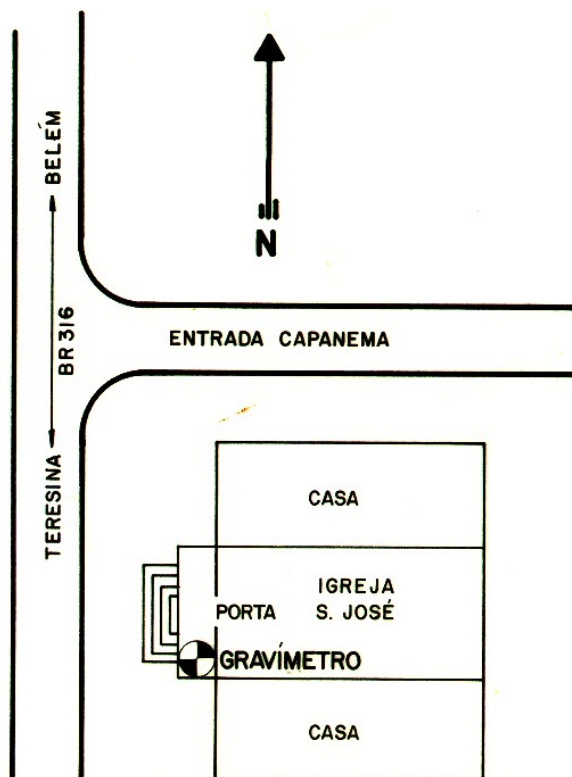 BELÉM
N
BR 316
ENTRADA CAPANEMA
TERESINA
CASA
IGREJA
PORTA S. JOSÉ
GRAVÍMETRO
CASA